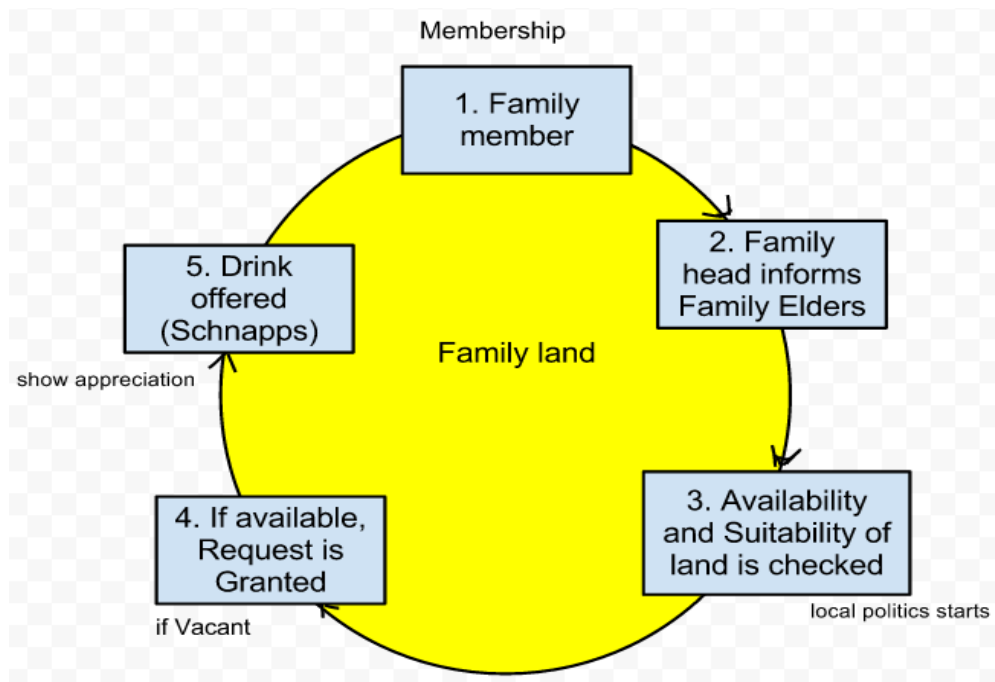 Membership
1. Family
member
2. Family
head informs
Family Elders
3. Availability
and Suitability of
land is checked
local politics starts
4. If available,
Request is
Granted
if Vacant
5. Drink
offered
(Schnapps)
show appreciation
Family land